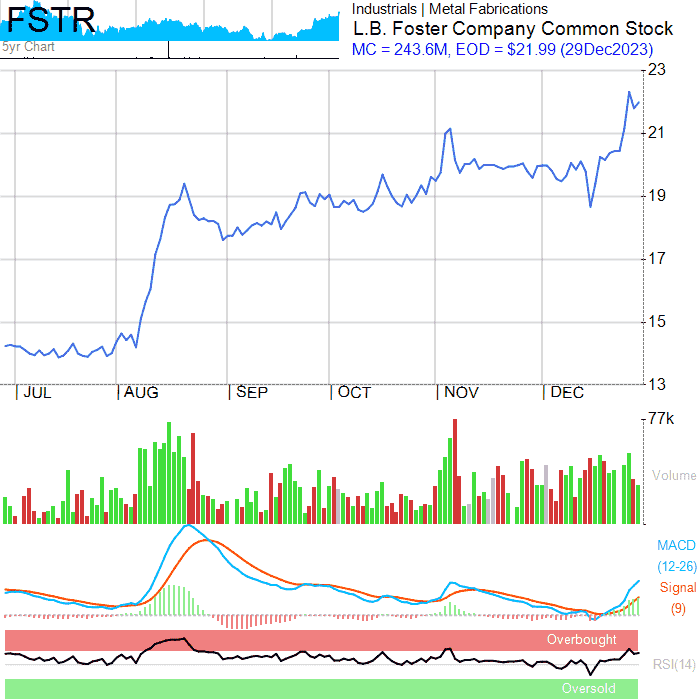 FSTR
5yr Chart
Industrials | Metal Fabrications
L.B. Foster Company Common Stock
MC = 243.6M, EOD = $21.99 (29Dec2023)
23
21
19
17
15
13
JUL AUG SEP OCT NOV DEC
77k
Volume
MACD
(12-26)
Signal
(9)
Overbought
RSI(14)
Oversold